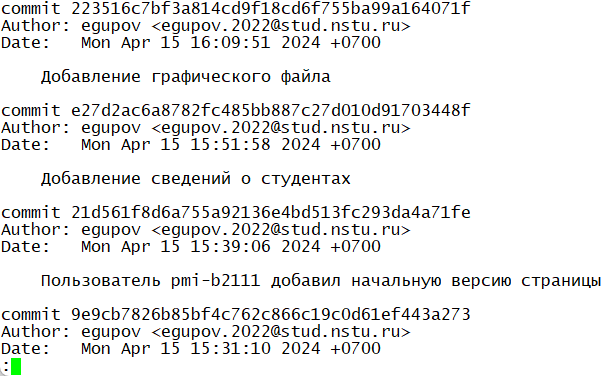 commit 223516c7bf3a814cd9f18cd6f755ba99a164071f
Author: egupov <egupov.2022@stud.nstu.ru>
Date:   Mon Apr 15 16:09:51 2024 +0700
Добавление графического файла
commit e27d2ac6a8782fc485bb887c27d010d91703448f
Author: egupov <egupov.2022@stud.nstu.ru>
Date:   Mon Apr 15 15:51:58 2024 +0700
Добавление сведений о студентах
commit 21d561f8d6a755a92136e4bd513fc293da4a71fe
Author: egupov <egupov.2022@stud.nstu.ru>
Date:   Mon Apr 15 15:39:06 2024 +0700
Пользователь pmi-b2111 добавил начальную версию страницы
commit 9e9cb7826b85bf4c762c866c19c0d61ef443a273
Author: egupov <egupov.2022@stud.nstu.ru>
Date:   Mon Apr 15 15:31:10 2024 +0700
: